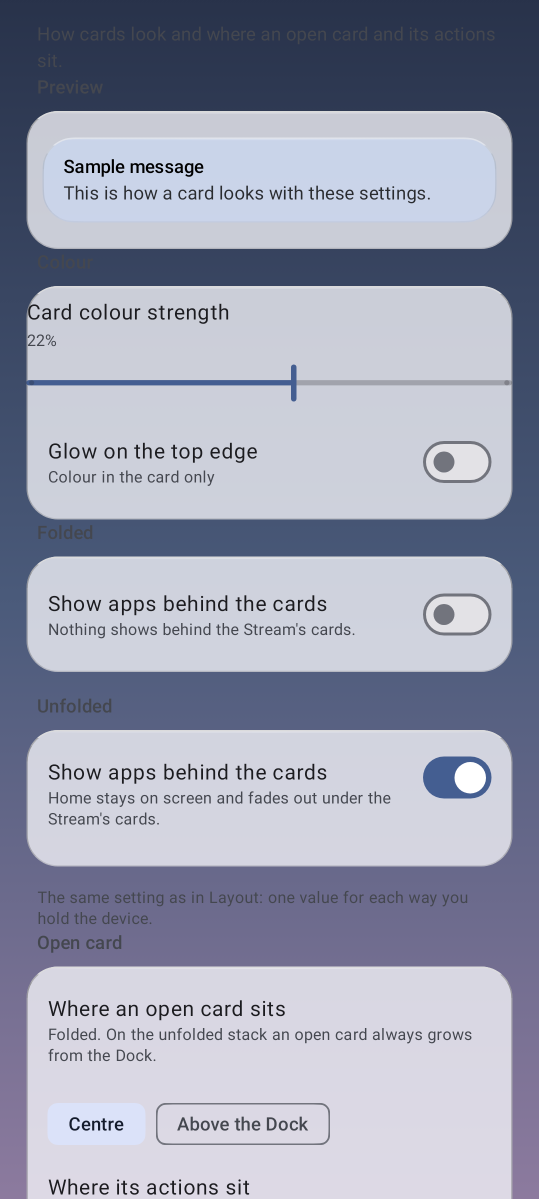 How cards look and where an open card and its actions
sit.
Preview
Sample message
This is how a card looks with these settings.
Colour
Card colour strength
22%
Glow on the top edge
Colour in the card only
Folded
Show apps behind the cards
Nothing shows behind the Stream's cards.
Unfolded
Show apps behind the cards
Home stays on screen and fades out under the
Stream's cards.
The same setting as in Layout: one value for each way you
hold the device.
Open card
Where an open card sits
Folded. On the unfolded stack an open card always grows
from the Dock.
Centre
Above the Dock
Where its actions sit